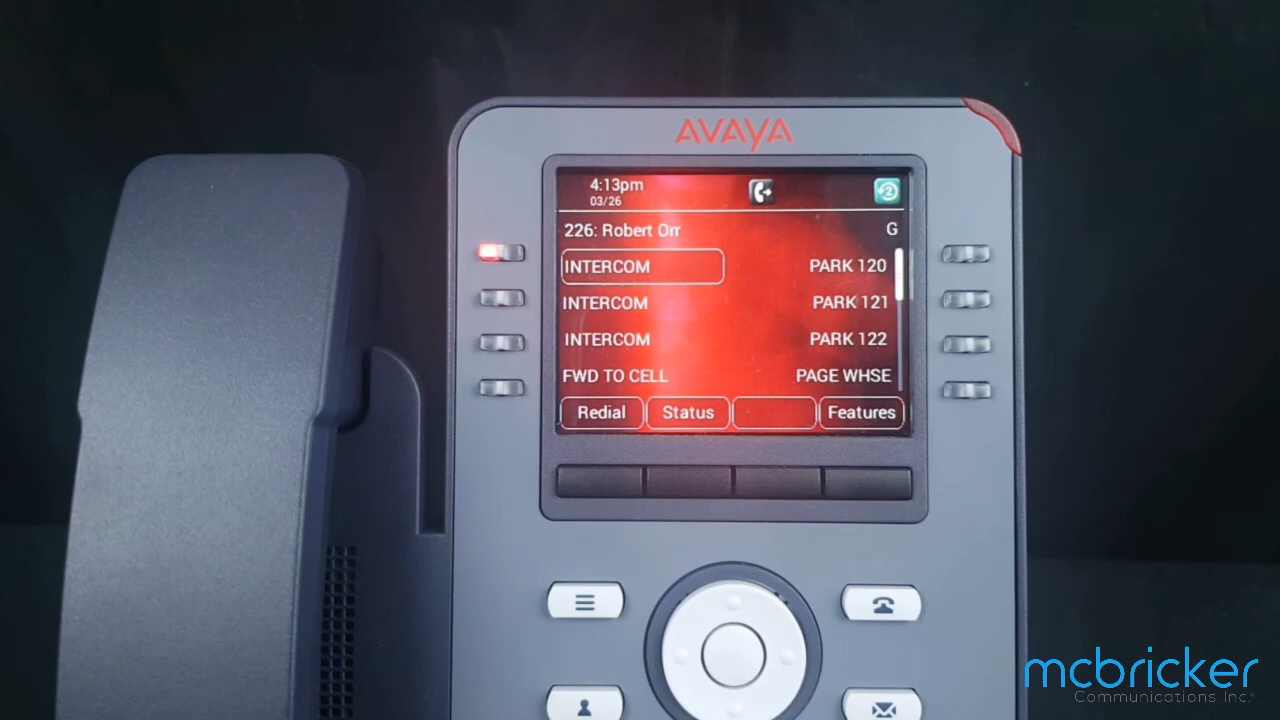 AVAYA
4:13pm
03/26
2
226: Robert Orr
G
INTERCOM
PARK 120
INTERCOM
PARK 121
INTERCOM
PARK 122
FWD TO CELL
PAGE WHSE
Redial
Status
Features
mcbricker
Communications Inc.